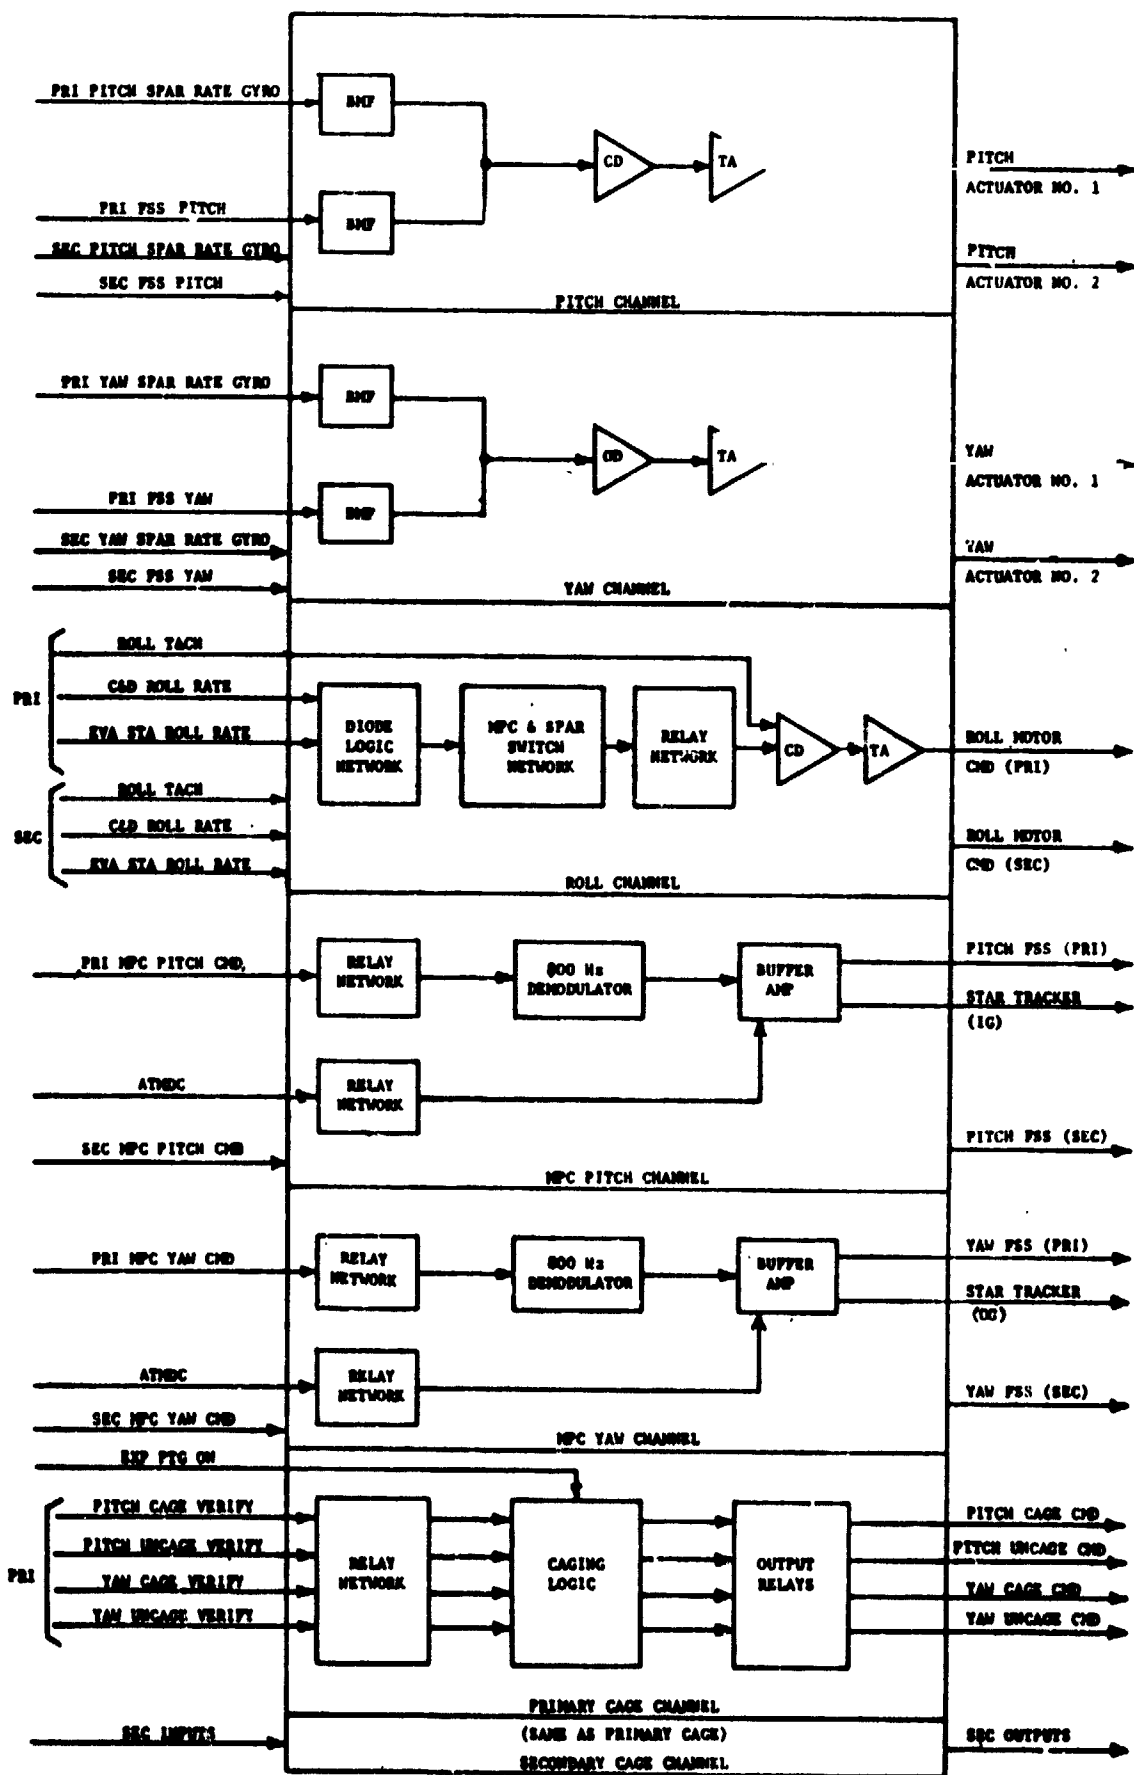 PRI PITCH SPAR RATE GYRO
BMF
CD
TA
PITCH
ACTUATOR NO. 1
PRI FSS PITCH
BMF
SEC PITCH SPAR RATE GYRO
PITCH
ACTUATOR NO. 2
SEC FSS PITCH
PITCH CHANNEL
PRI YAW SPAR RATE GYRO
BMF
CD
TA
YAW
ACTUATOR NO. 1
PRI FSS YAW
BMF
SEC YAW SPAR RATE GYRO
YAW
ACTUATOR NO. 2
SEC FSS YAW
YAW CHANNEL
PRI
ROLL TACH
C&D ROLL RATE
EVA STA ROLL RATE
DIODE
LOGIC
NETWORK
MPC & SPAR
SWITCH
NETWORK
RELAY
NETWORK
CD
TA
ROLL MOTOR
CMD (PRI)
SEC
ROLL TACH
C&D ROLL RATE
EVA STA ROLL RATE
ROLL MOTOR
CMD (SEC)
ROLL CHANNEL
PRI MPC PITCH CMD
RELAY
NETWORK
800 Hz
DEMODULATOR
BUFFER
AMP
PITCH FSS (PRI)
STAR TRACKER
(IG)
ATMDC
RELAY
NETWORK
SEC MPC PITCH CMD
PITCH FSS (SEC)
MPC PITCH CHANNEL
PRI MPC YAW CMD
RELAY
NETWORK
800 Hz
DEMODULATOR
BUFFER
AMP
YAW FSS (PRI)
STAR TRACKER
(OG)
ATMDC
RELAY
NETWORK
SEC MPC YAW CMD
YAW FSS (SEC)
MPC YAW CHANNEL
EXP PTG ON
PRI
PITCH CAGE VERIFY
PITCH UNCAGE VERIFY
YAW CAGE VERIFY
YAW UNCAGE VERIFY
RELAY
NETWORK
CAGING
LOGIC
OUTPUT
RELAYS
PITCH CAGE CMD
PITCH UNCAGE CMD
YAW CAGE CMD
YAW UNCAGE CMD
PRIMARY CAGE CHANNEL
SEC INPUTS
(SAME AS PRIMARY CAGE)
SEC OUTPUTS
SECONDARY CAGE CHANNEL